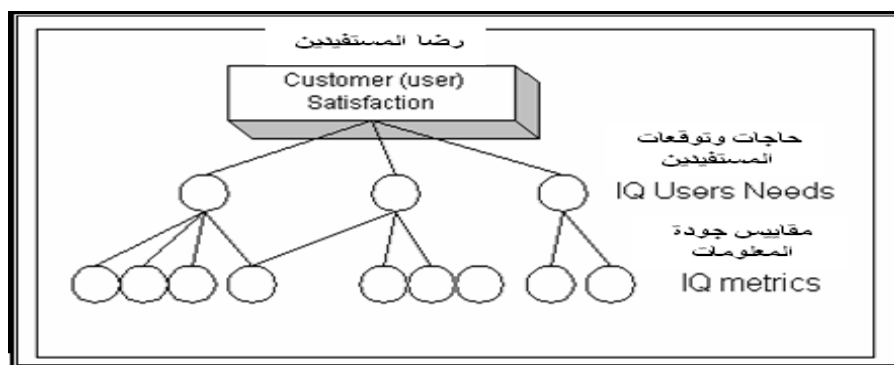 رضا المستفيدين
Customer (user)
Satisfaction
حاجات وتوقعات
المستفيدين
IQ Users Needs
مقاييس جودة
المعلومات
IQ metrics